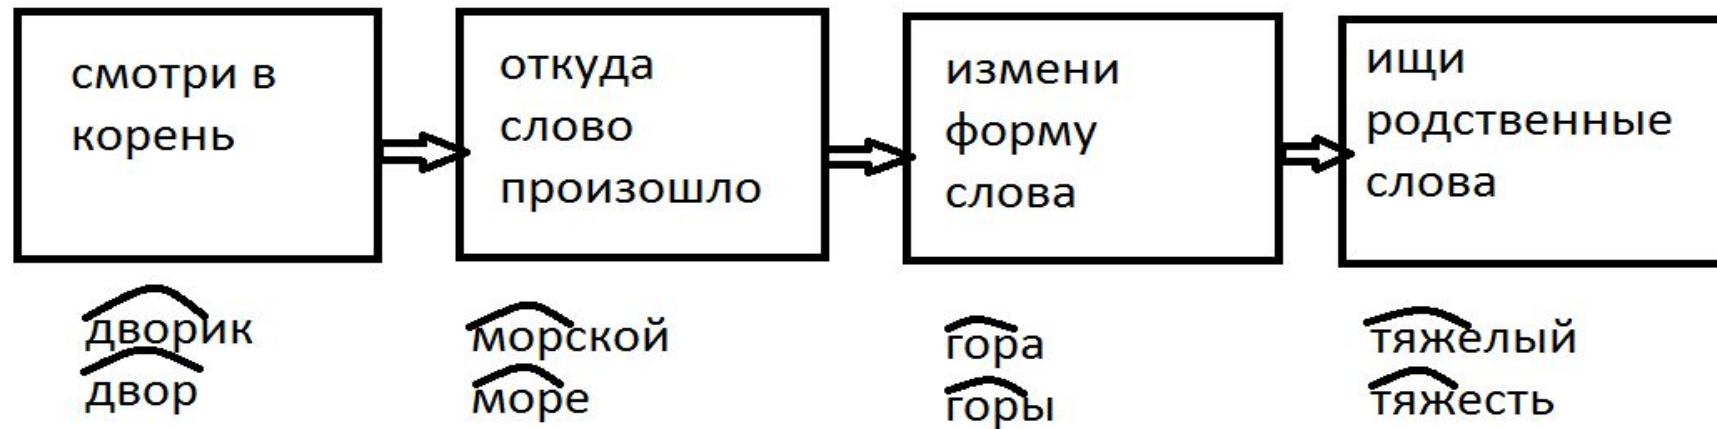 смотри в
корень
откуда
слово
произошло
измени
форму
слова
ищи
родственные
слова
дворик
двор
морской
море
гора
горы
тяжелый
тяжесть